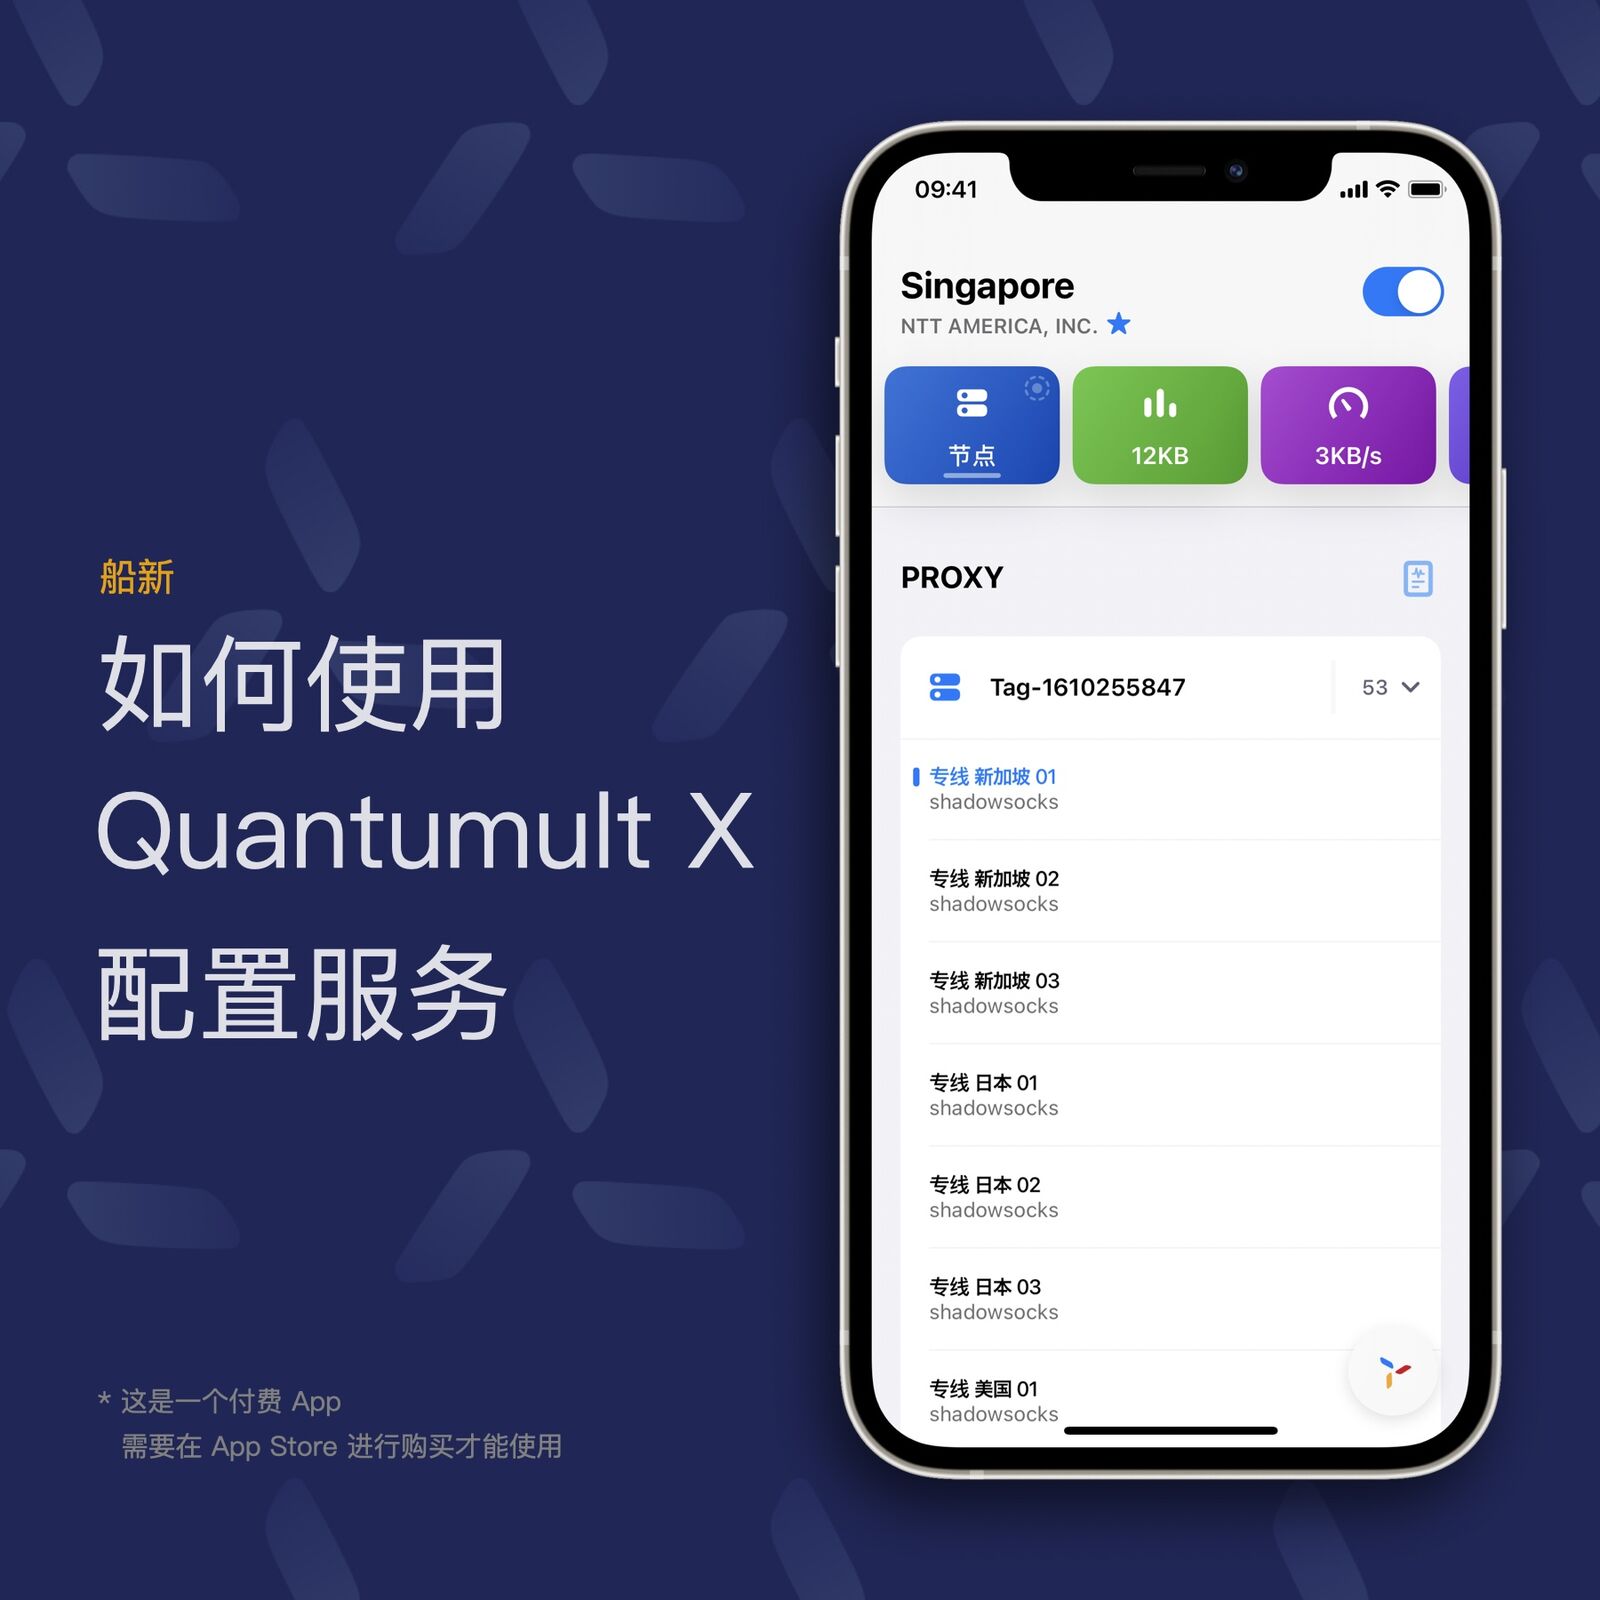 船新
如何使用
Quantumult X
配置服务
* 这是一个付费 App
需要在 App Store 进行购买才能使用
09:41
Singapore
NTT AMERICA, INC.
节点
12KB
3KB/s
PROXY
Tag-1610255847
53
专线 新加坡 01
shadowsocks
专线 新加坡 02
shadowsocks
专线 新加坡 03
shadowsocks
专线 日本 01
shadowsocks
专线 日本 02
shadowsocks
专线 日本 03
shadowsocks
专线 美国 01
shadowsocks